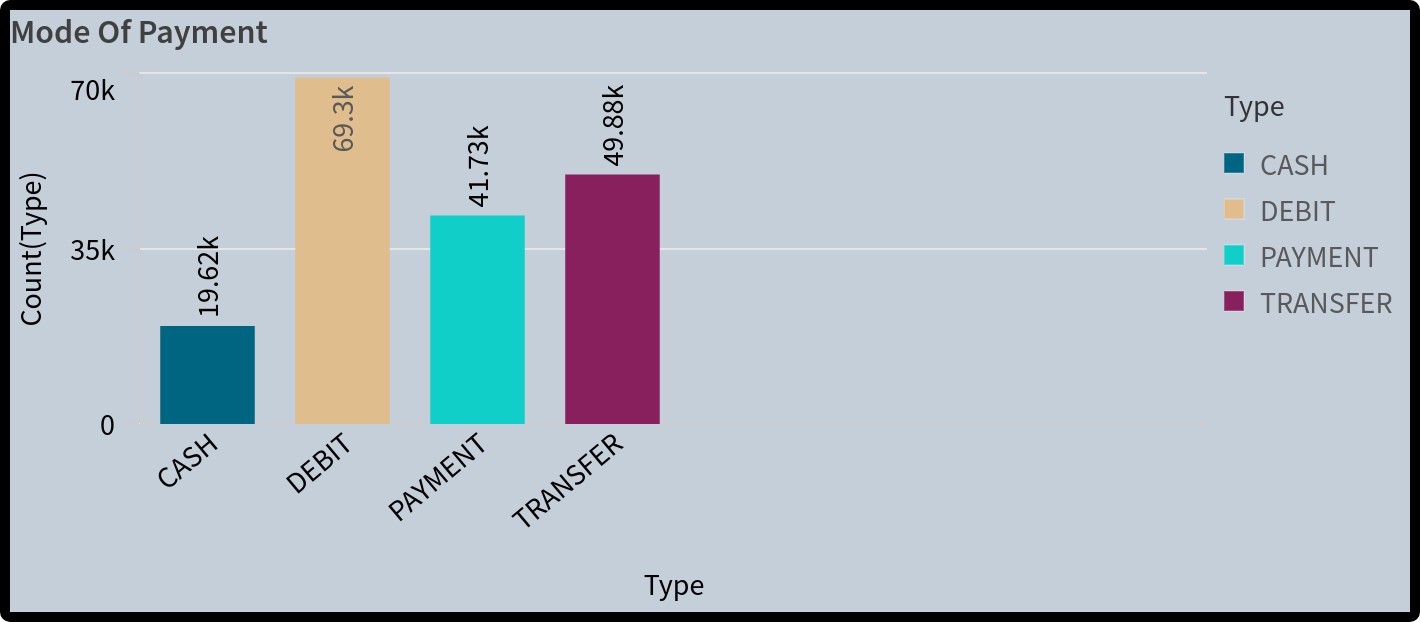 Mode Of Payment
70k
35k
0
Count(Type)
19.62k
69.3k
41.73k
49.88k
CASH
DEBIT
PAYMENT
TRANSFER
Type
Type
CASH
DEBIT
PAYMENT
TRANSFER